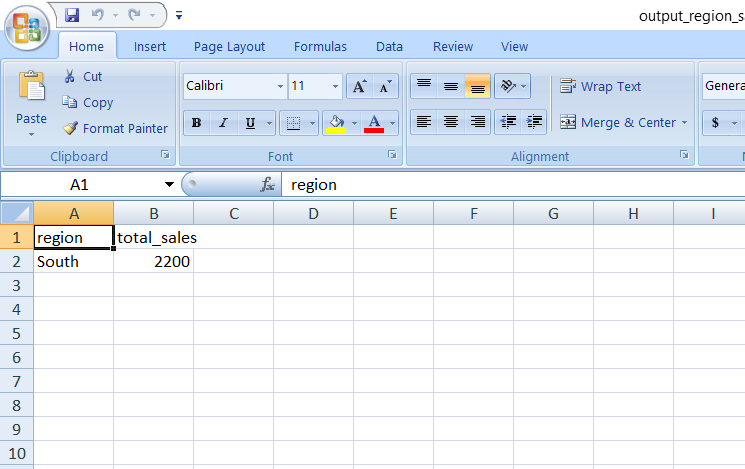 output_region_s
Home Insert Page Layout Formulas Data Review View
Paste
Cut
Copy
Format Painter
Clipboard
Calibri 11 A A
B I U A
Font
Wrap Text
Merge & Center
Alignment
Genera
$
A1 fx region
A B C D E F G H I
1 region total_sales
2 South 2200
3
4
5
6
7
8
9
10